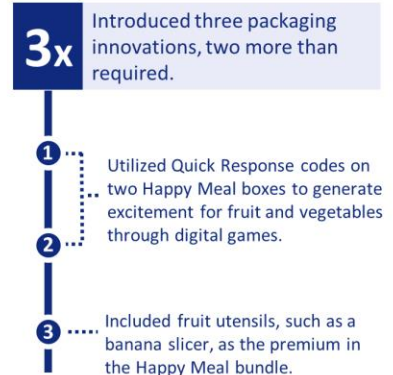 3x
Introduced three packaging
innovations, two more than
required.
1
Utilized Quick Response codes on
two Happy Meal boxes to generate
excitement for fruit and vegetables
through digital games.
2
3
Included fruit utensils, such as a
banana slicer, as the premium in
the Happy Meal bundle.